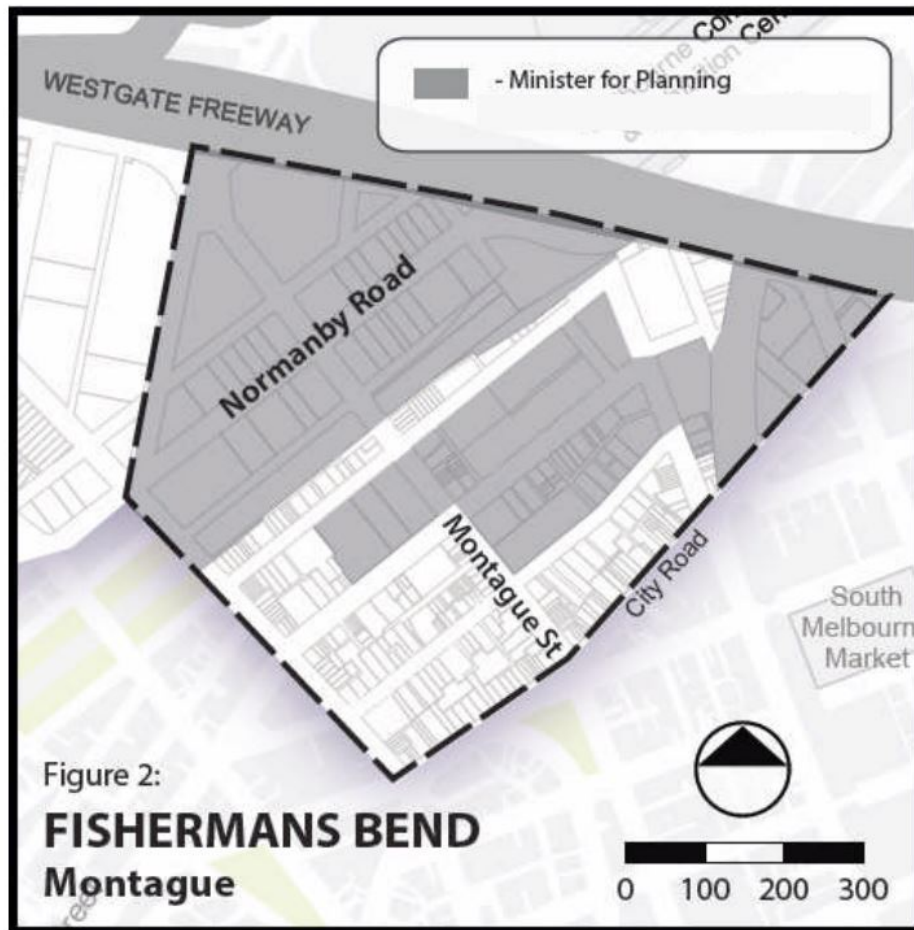 WESTGATE FREEWAY
- Minister for Planning
Normanby Road
Montague St
City Road
South
Melbourn
Market
Figure 2:
FISHERMANS BEND
Montague
0 100 200 300